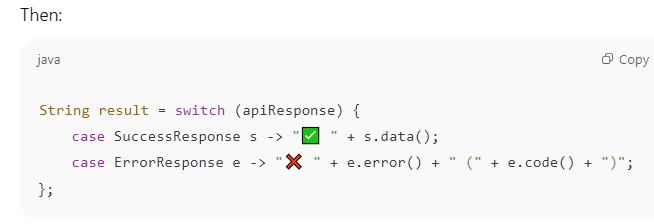 Then:
java
Copy
String result = switch (apiResponse) {
    case SuccessResponse s -> "✅ " + s.data();
    case ErrorResponse e -> "❌ " + e.error() + " (" + e.code() + ")";
};